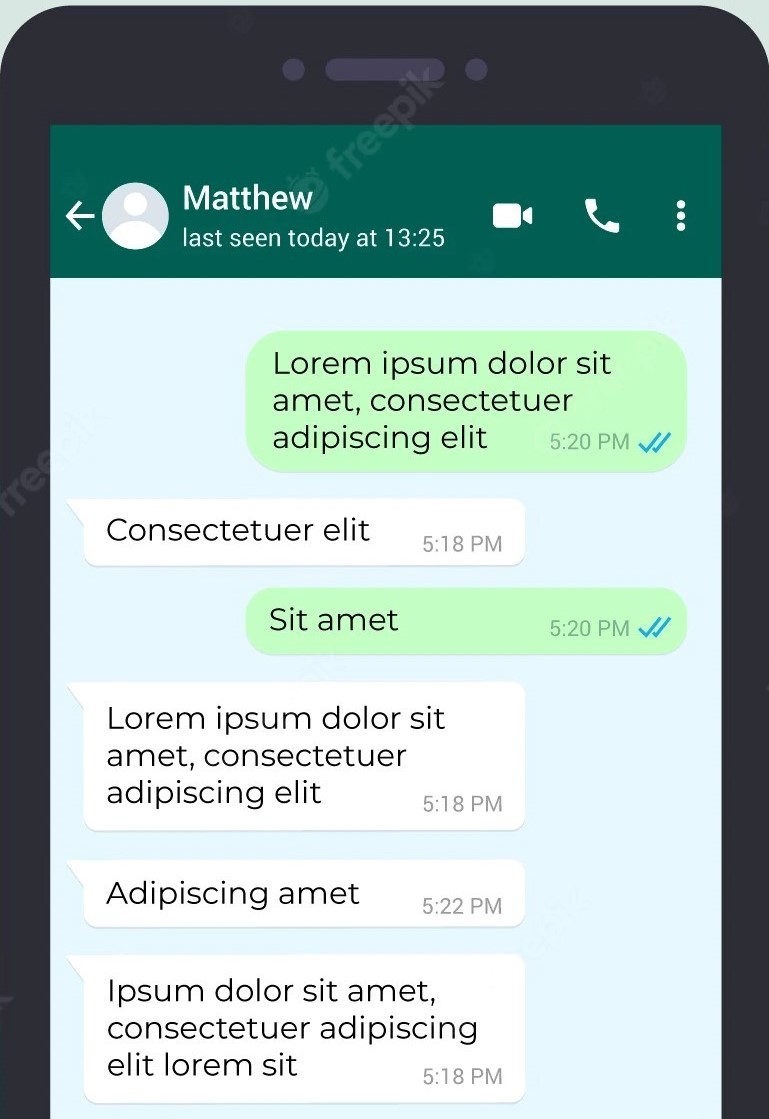 freepik
Matthew
last seen today at 13:25
Lorem ipsum dolor sit
amet, consectetuer
adipiscing elit
5:20 PM
Consectetuer elit
5:18 PM
Sit amet
5:20 PM
Lorem ipsum dolor sit
amet, consectetuer
adipiscing elit
5:18 PM
Adipiscing amet
5:22 PM
Ipsum dolor sit amet,
consectetuer adipiscing
elit lorem sit
5:18 PM